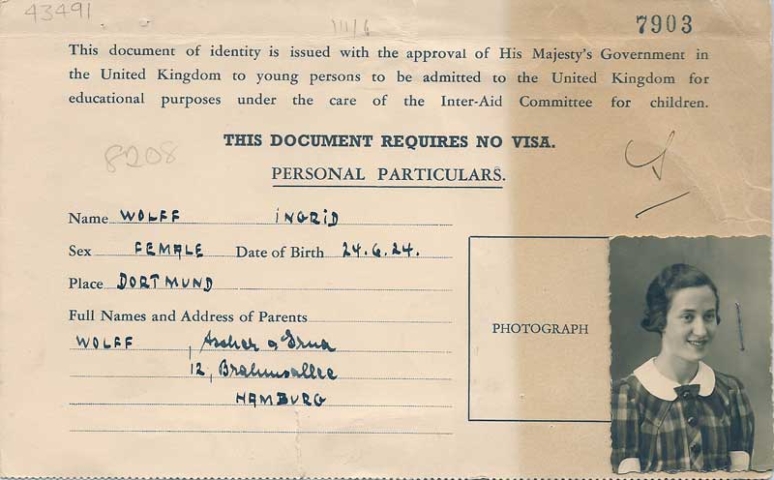 43491
7903
This document of identity is issued with the approval of His Majesty's Government in
the United Kingdom to young persons to be admitted to the United Kingdom for
educational purposes under the care of the Inter-Aid Committee for children.
THIS DOCUMENT REQUIRES NO VISA.
8208
PERSONAL PARTICULARS.
Name WOLFF INGRID
Sex FEMALE Date of Birth 24.6.24.
Place DORTMUND
Full Names and Address of Parents
WOLFF, Ascher & Erna
12, Brahmsallee
HAMBURG
PHOTOGRAPH